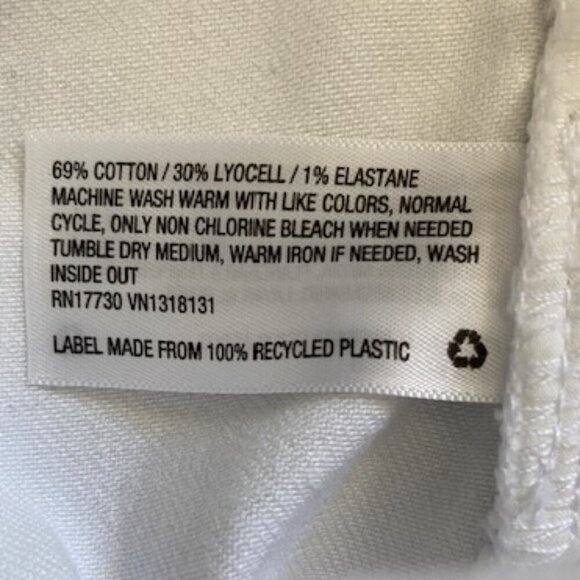 69% COTTON / 30% LYOCELL / 1% ELASTANE
MACHINE WASH WARM WITH LIKE COLORS, NORMAL
CYCLE, ONLY NON CHLORINE BLEACH WHEN NEEDED
TUMBLE DRY MEDIUM, WARM IRON IF NEEDED, WASH
INSIDE OUT
RN17730 VN1318131
LABEL MADE FROM 100% RECYCLED PLASTIC